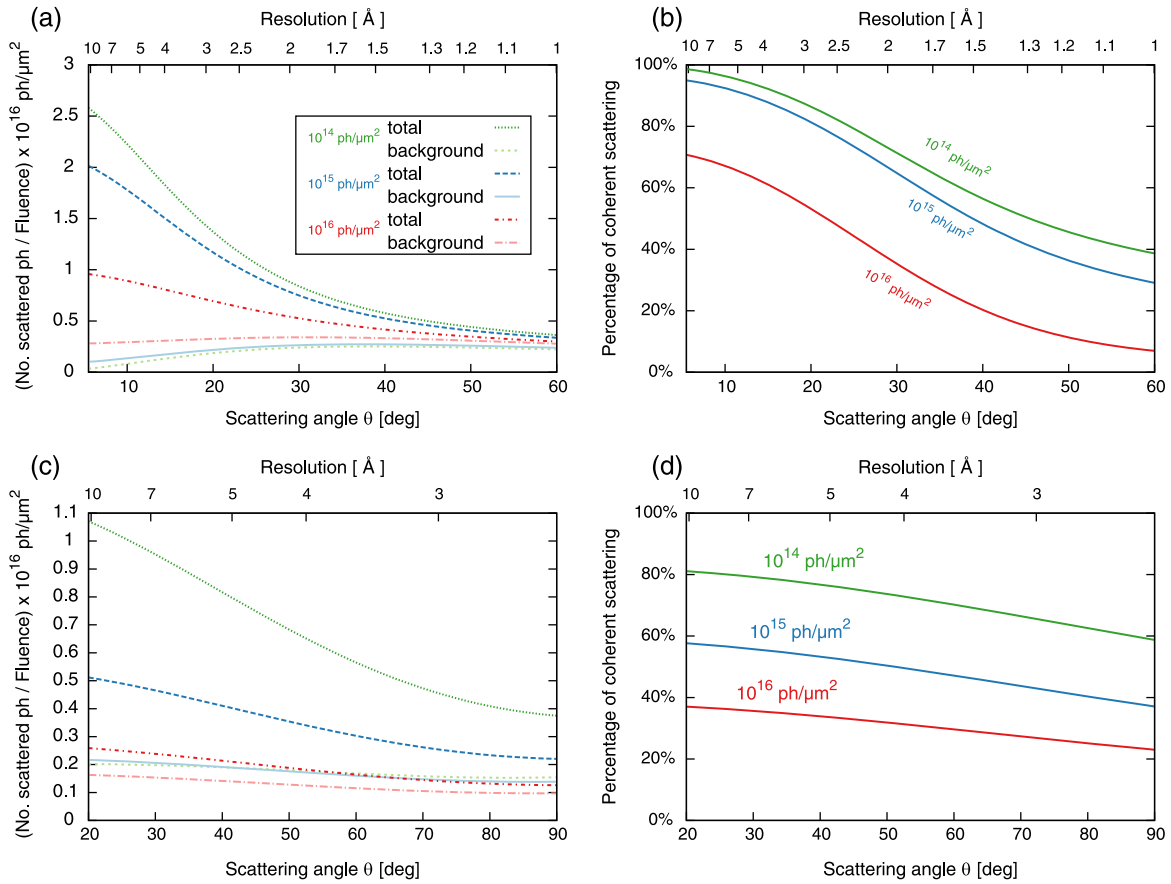 (a)
Resolution [ Å ]
10 7 5 4 3 2.5 2 1.7 1.5 1.3 1.2 1.1 1
(No. scattered ph / Fluence) x 10^16 ph/µm^2
3
2.5
2
1.5
1
0.5
0
10^14 ph/µm^2 total
background
10^15 ph/µm^2 total
background
10^16 ph/µm^2 total
background
10 20 30 40 50 60
Scattering angle θ [deg]
(b)
Resolution [ Å ]
10 7 5 4 3 2.5 2 1.7 1.5 1.3 1.2 1.1 1
Percentage of coherent scattering
100%
80%
60%
40%
20%
0%
10^14 ph/µm^2
10^15 ph/µm^2
10^16 ph/µm^2
10 20 30 40 50 60
Scattering angle θ [deg]
(c)
Resolution [ Å ]
10 7 5 4 3
(No. scattered ph / Fluence) x 10^16 ph/µm^2
1.1
1
0.9
0.8
0.7
0.6
0.5
0.4
0.3
0.2
0.1
0
20 30 40 50 60 70 80 90
Scattering angle θ [deg]
(d)
Resolution [ Å ]
10 7 5 4 3
Percentage of coherent scattering
100%
80%
60%
40%
20%
0%
10^14 ph/µm^2
10^15 ph/µm^2
10^16 ph/µm^2
20 30 40 50 60 70 80 90
Scattering angle θ [deg]